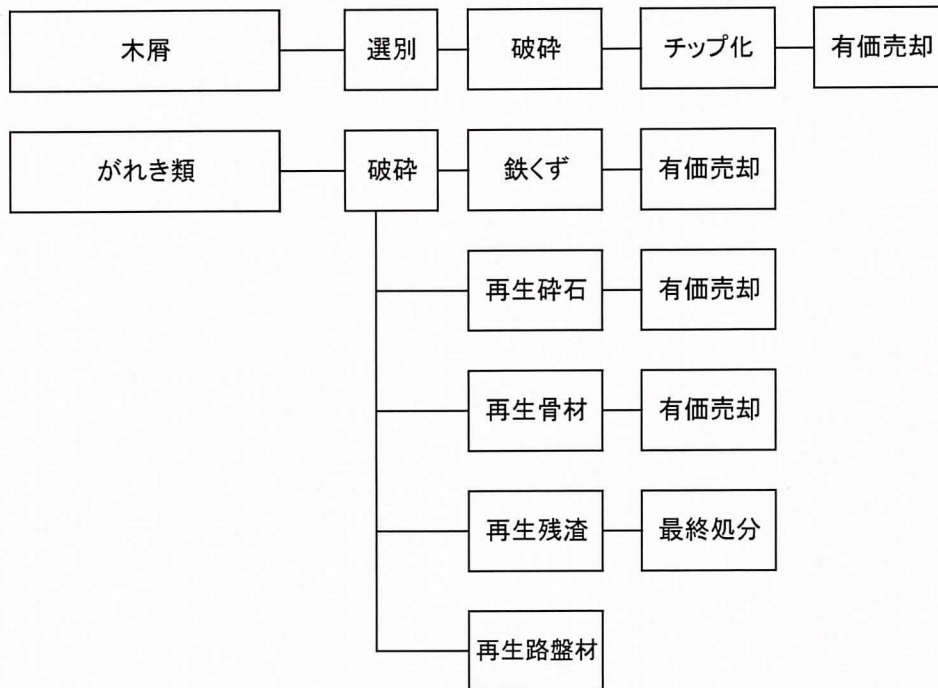 木屑
選別
破砕
チップ化
有価売却
がれき類
破砕
鉄くず
有価売却
再生砕石
有価売却
再生骨材
有価売却
再生残渣
最終処分
再生路盤材